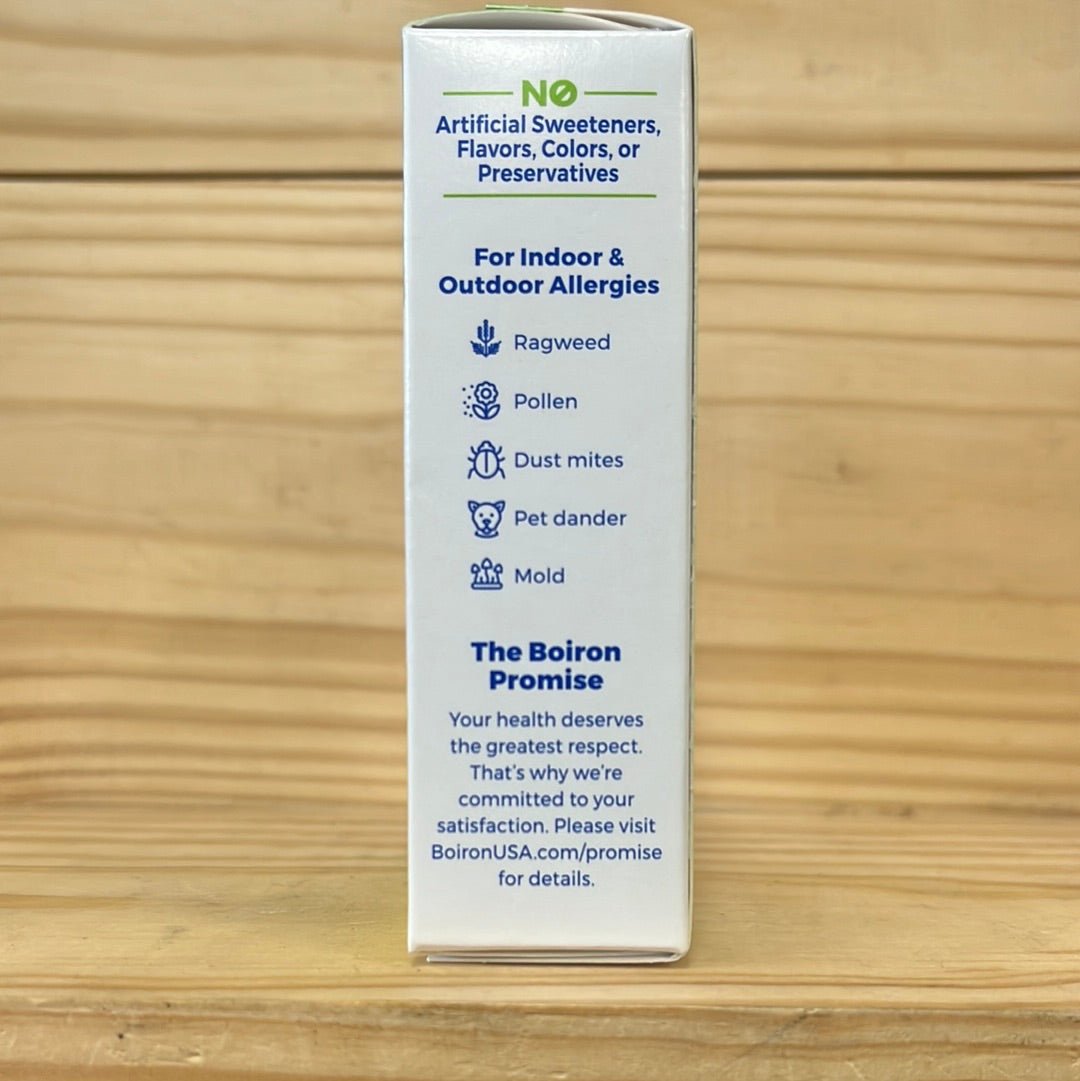 NO
Artificial Sweeteners,
Flavors, Colors, or
Preservatives
For Indoor &
Outdoor Allergies
Ragweed
Pollen
Dust mites
Pet dander
Mold
The Boiron
Promise
Your health deserves
the greatest respect.
That's why we're
committed to your
satisfaction. Please visit
BoironUSA.com/promise
for details.